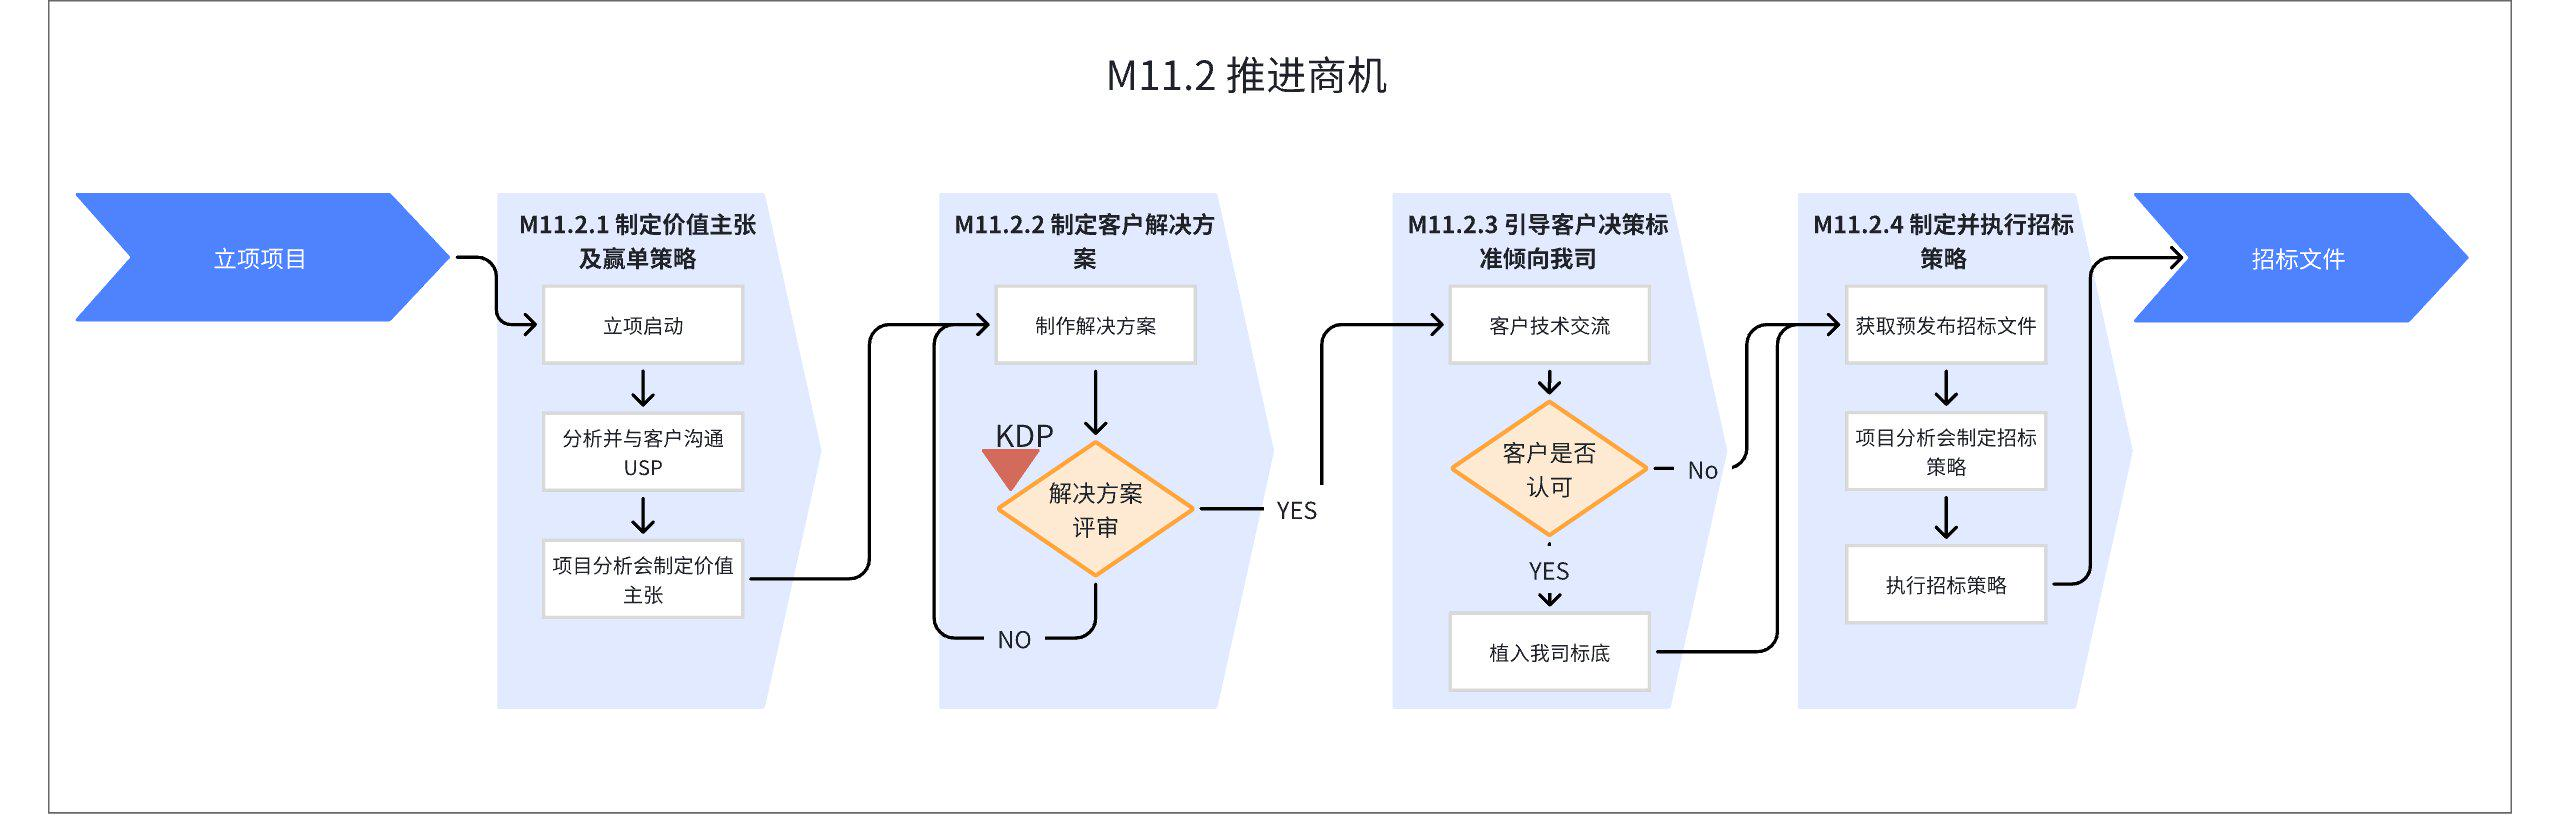 M11.2 推进商机
立项项目
M11.2.1 制定价值主张
及赢单策略
立项启动
分析并与客户沟通
USP
项目分析会制定价值
主张
M11.2.2 制定客户解决方
案
制作解决方案
KDP
解决方案
评审
YES
NO
M11.2.3 引导客户决策标
准倾向我司
客户技术交流
客户是否
认可
No
YES
植入我司标底
M11.2.4 制定并执行招标
策略
获取预发布招标文件
项目分析会制定招标
策略
执行招标策略
招标文件